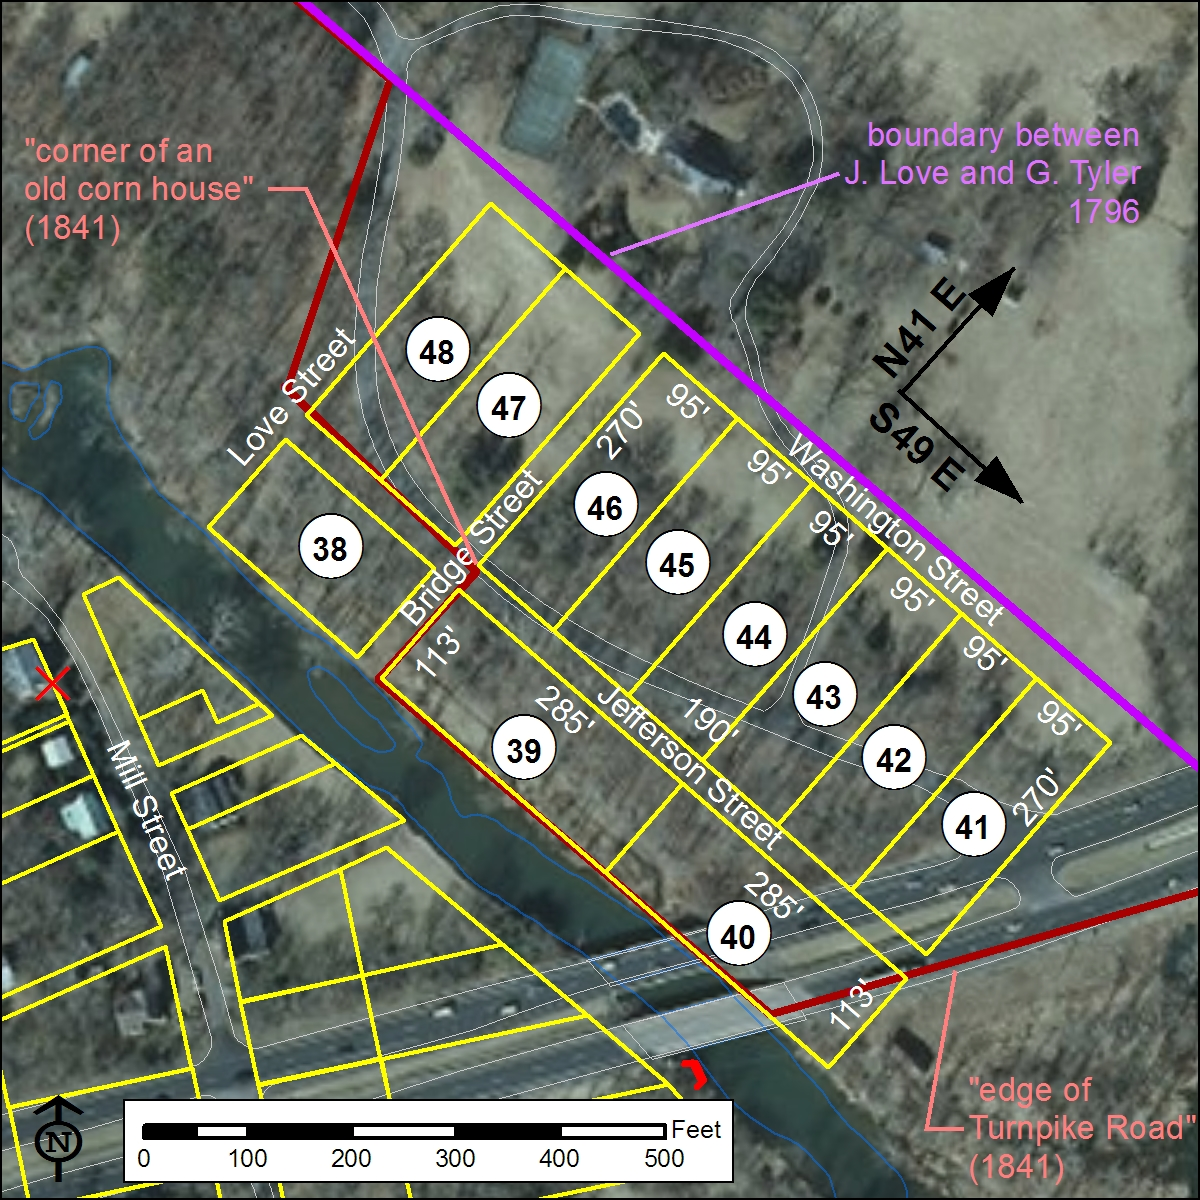 "corner of an
old corn house"
(1841)
boundary between
J. Love and G. Tyler
1796
N41 E
S49 E
Love Street
48
47
270'
95'
95'
95'
Washington Street
95'
95'
95'
46
45
44
43
42
41
270'
38
Bridge Street
113'
285'
39
190'
Jefferson Street
285'
40
113'
Mill Street
"edge of
Turnpike Road"
(1841)
N
Feet
0 100 200 300 400 500